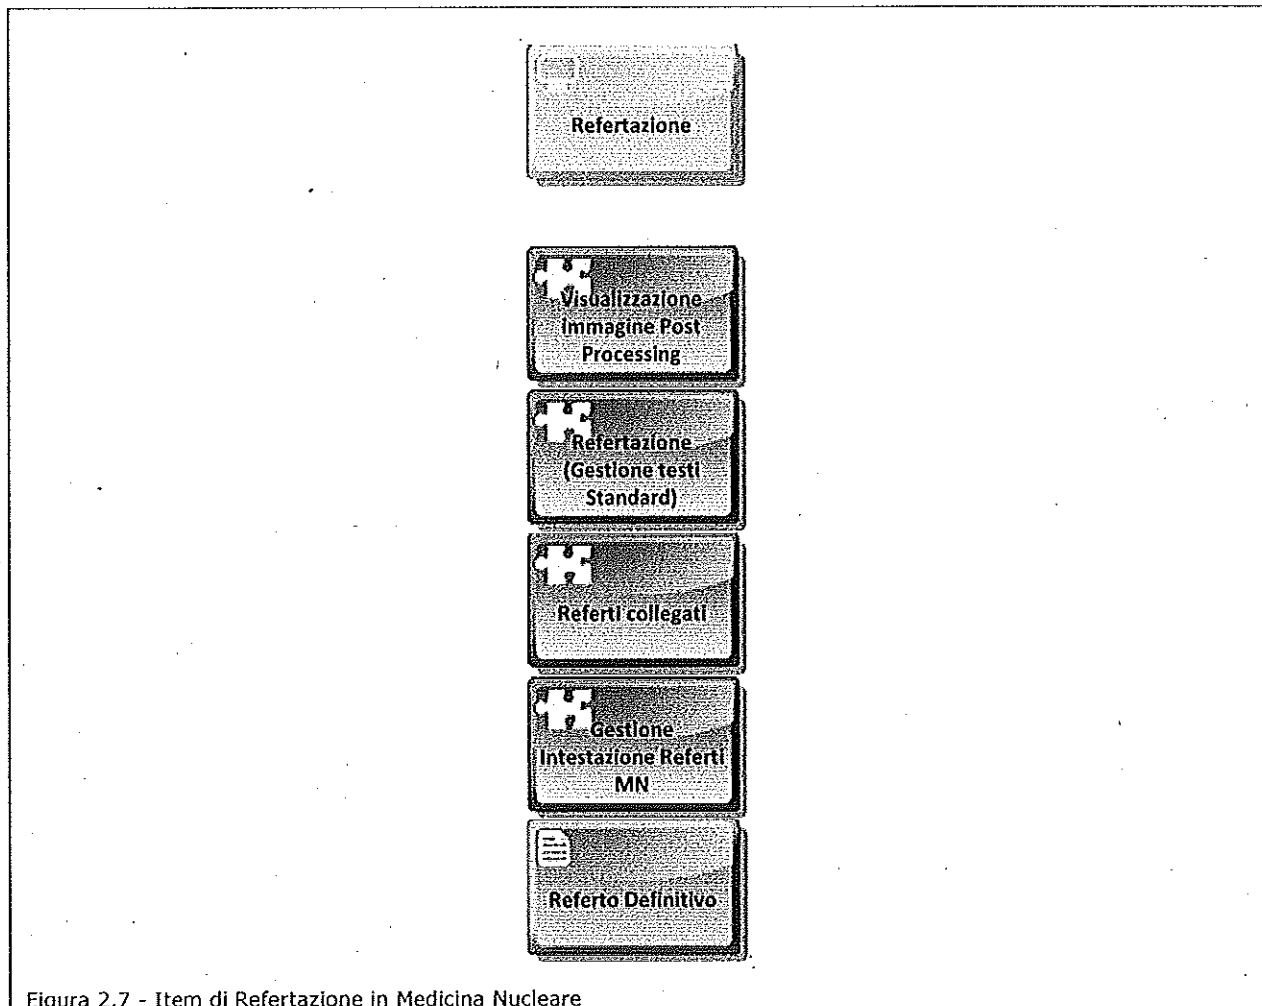 Refertazione
Visualizzazione
Immagine Post
Processing
Refertazione
(Gestione testi
Standard)
Referti collegati
Gestione
Intestazione Referti
MN
Referto Definitivo
Figura 2.7 - Item di Refertazione in Medicina Nucleare